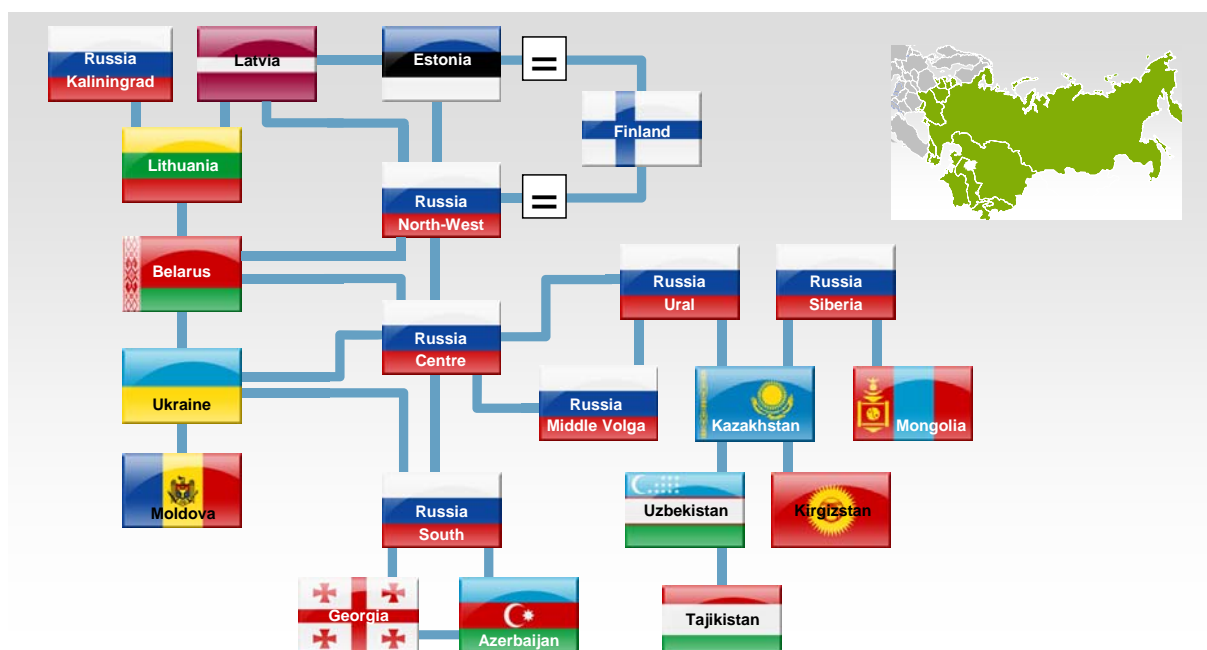 Russia
Kaliningrad
Latvia
Estonia
=
Finland
Lithuania
Russia
North-West
=
Belarus
Russia
Ural
Russia
Siberia
Russia
Centre
Ukraine
Russia
Middle Volga
Kazakhstan
Mongolia
Moldova
Russia
South
Uzbekistan
Kirgizstan
Georgia
Azerbaijan
Tajikistan